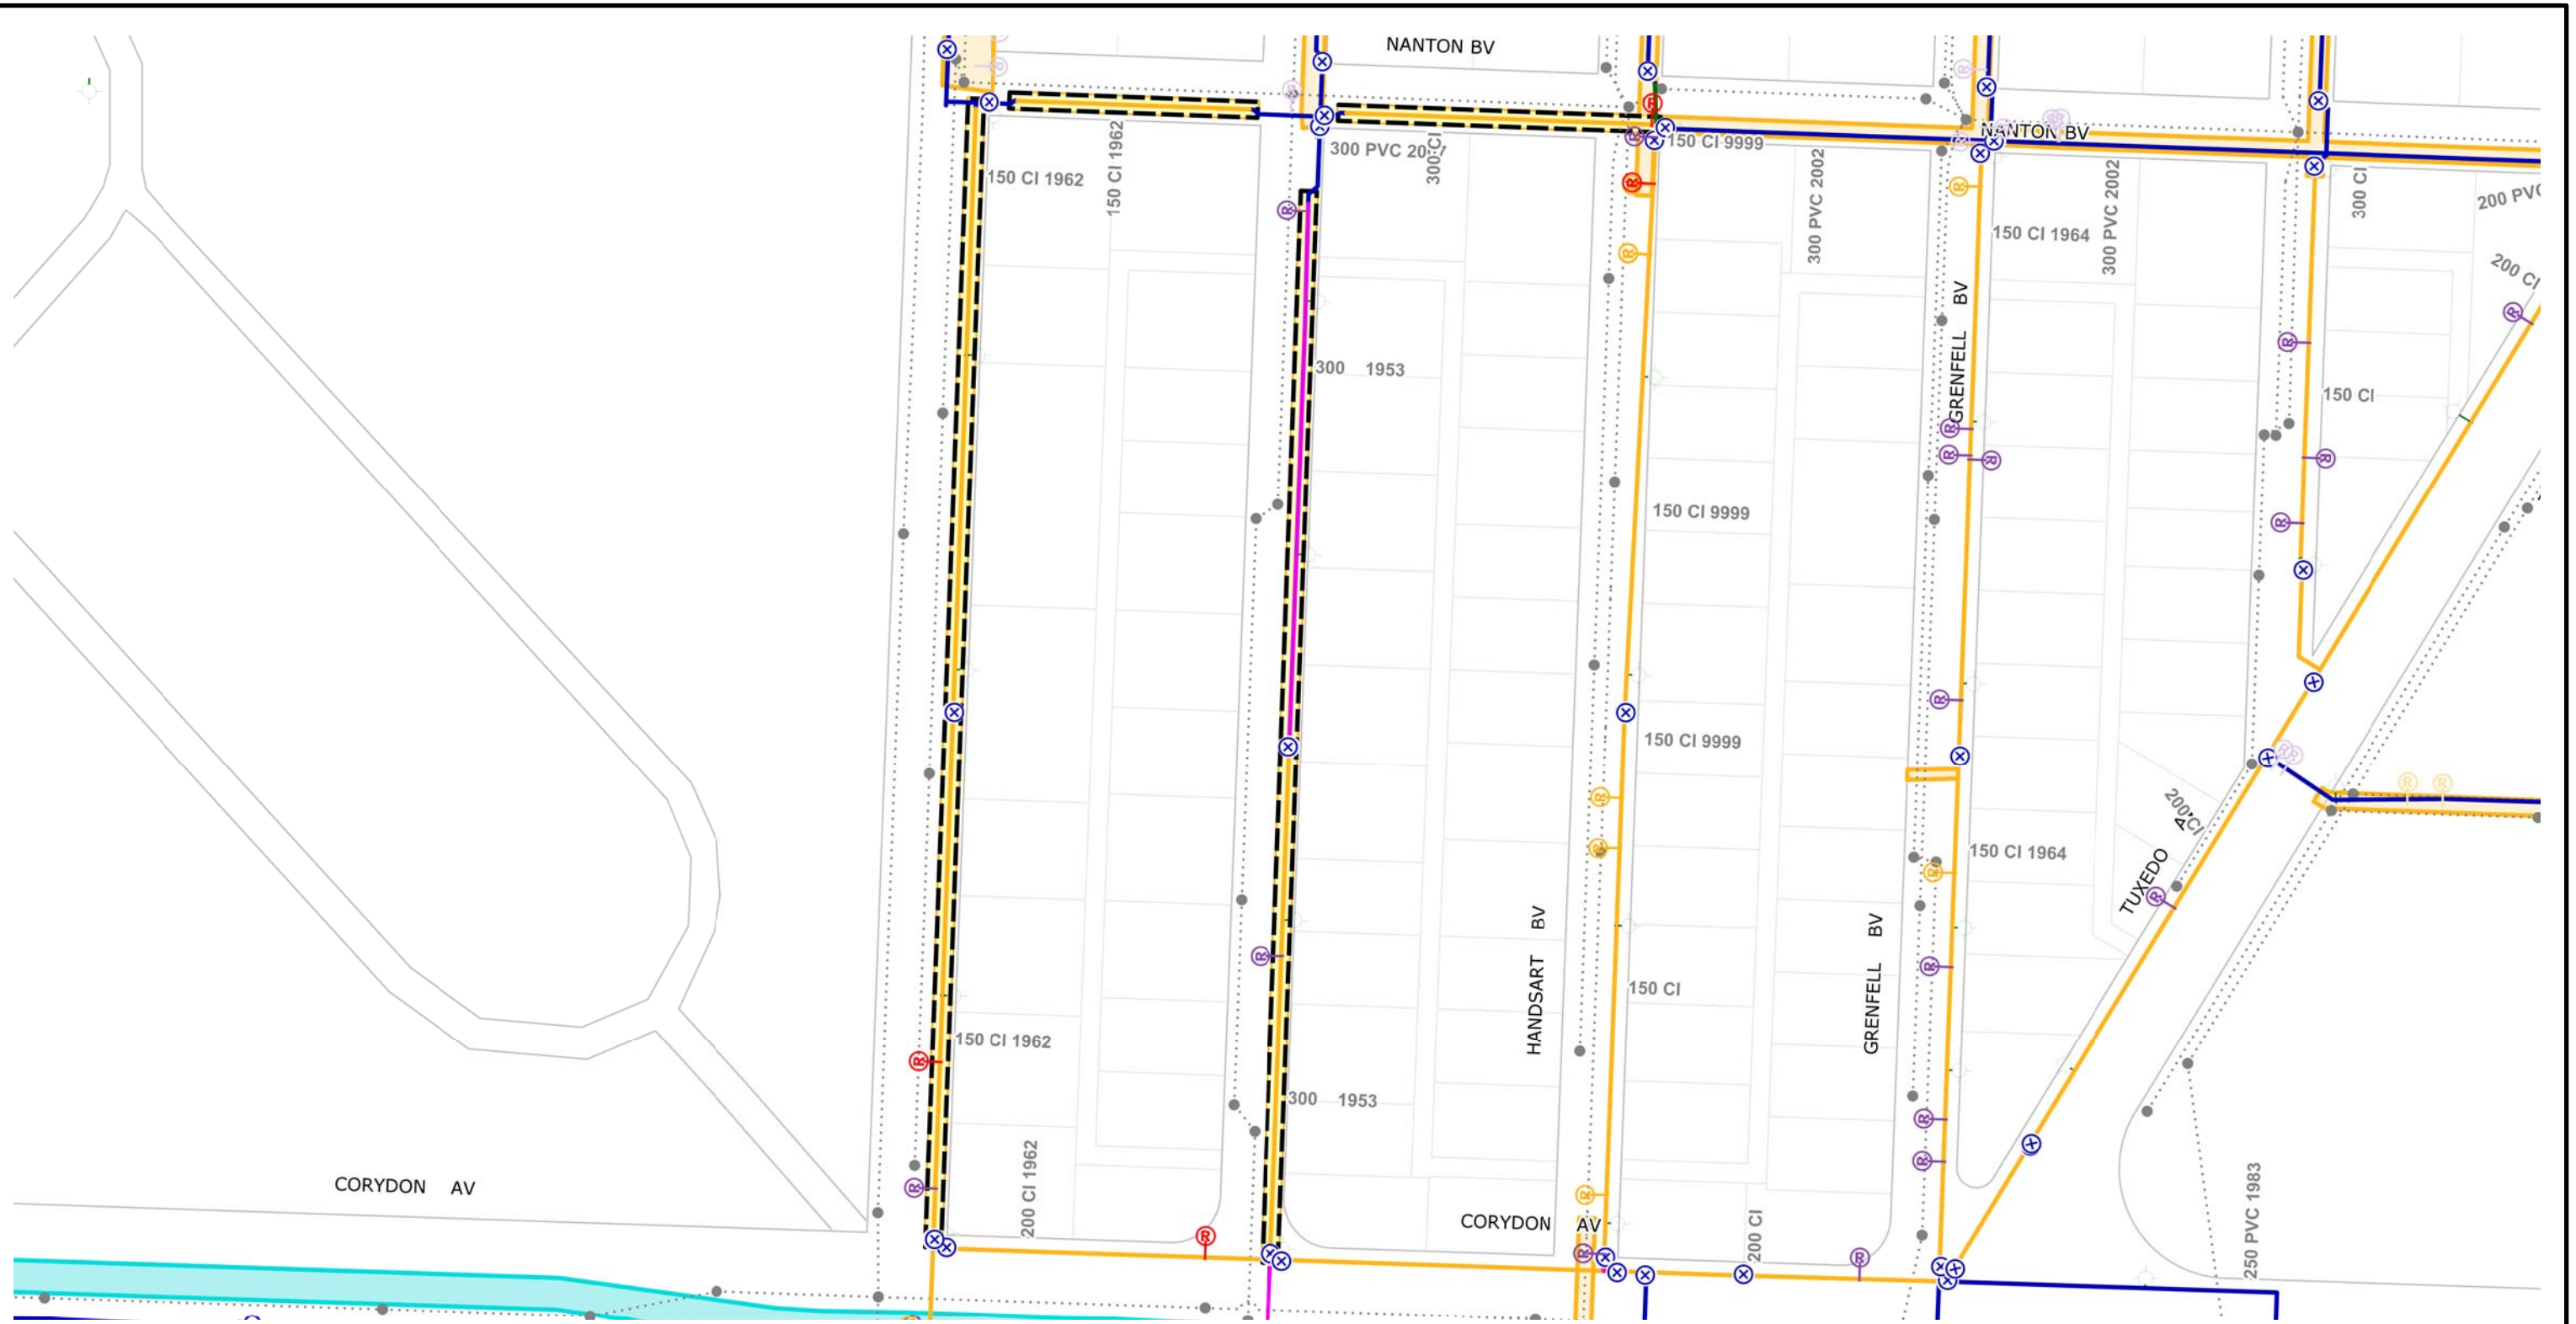 NANTON BV
NANTON BV
150 CI 1962
150 CI 1962
300 PVC 20
300 CI
150 CI 9999
300 PVC 2002
150 CI 1964
300 PVC 2002
300 CI
200 PVC
200 CI
GRENFELL BV
300 1953
150 CI
150 CI 9999
150 CI 9999
150 CI 1964
200 CI
TUXEDO
HANDSART BV
GRENFELL BV
150 CI
150 CI 1962
300 1953
200 CI 1962
CORYDON AV
CORYDON AV
200 CI
250 PVC 1983